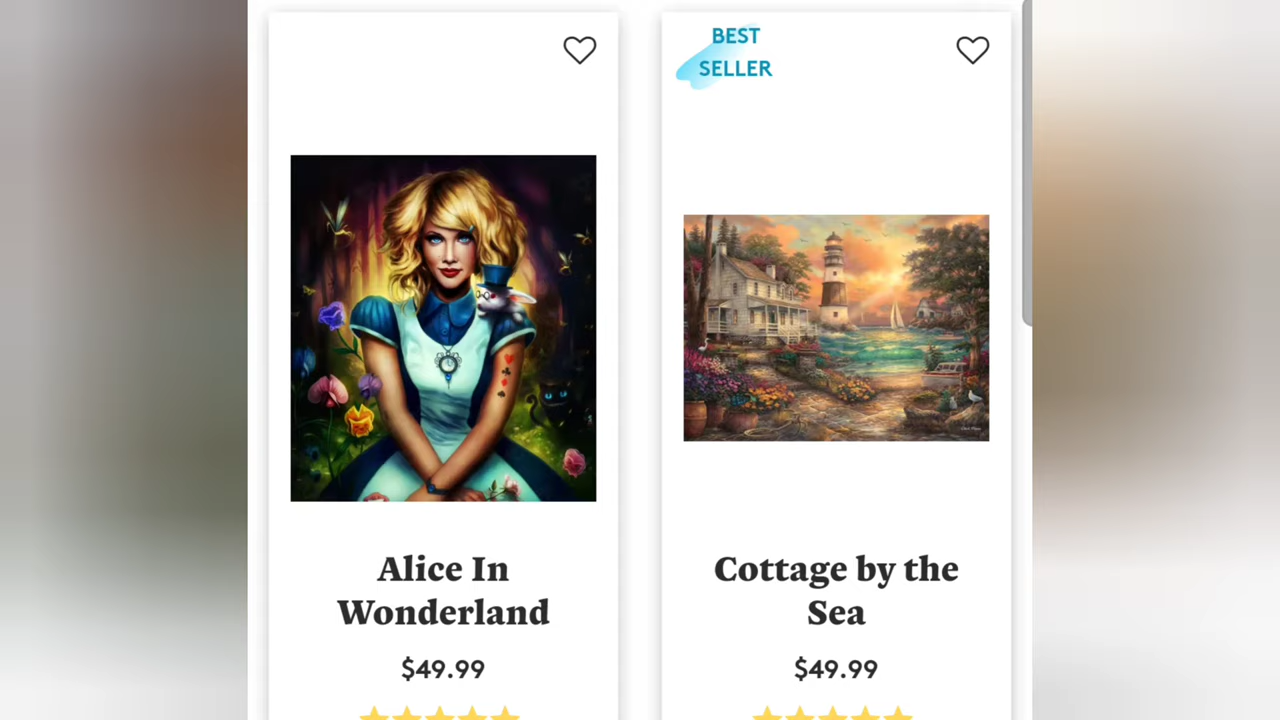 BEST
SELLER
Alice In
Wonderland
$49.99
Cottage by the
Sea
$49.99